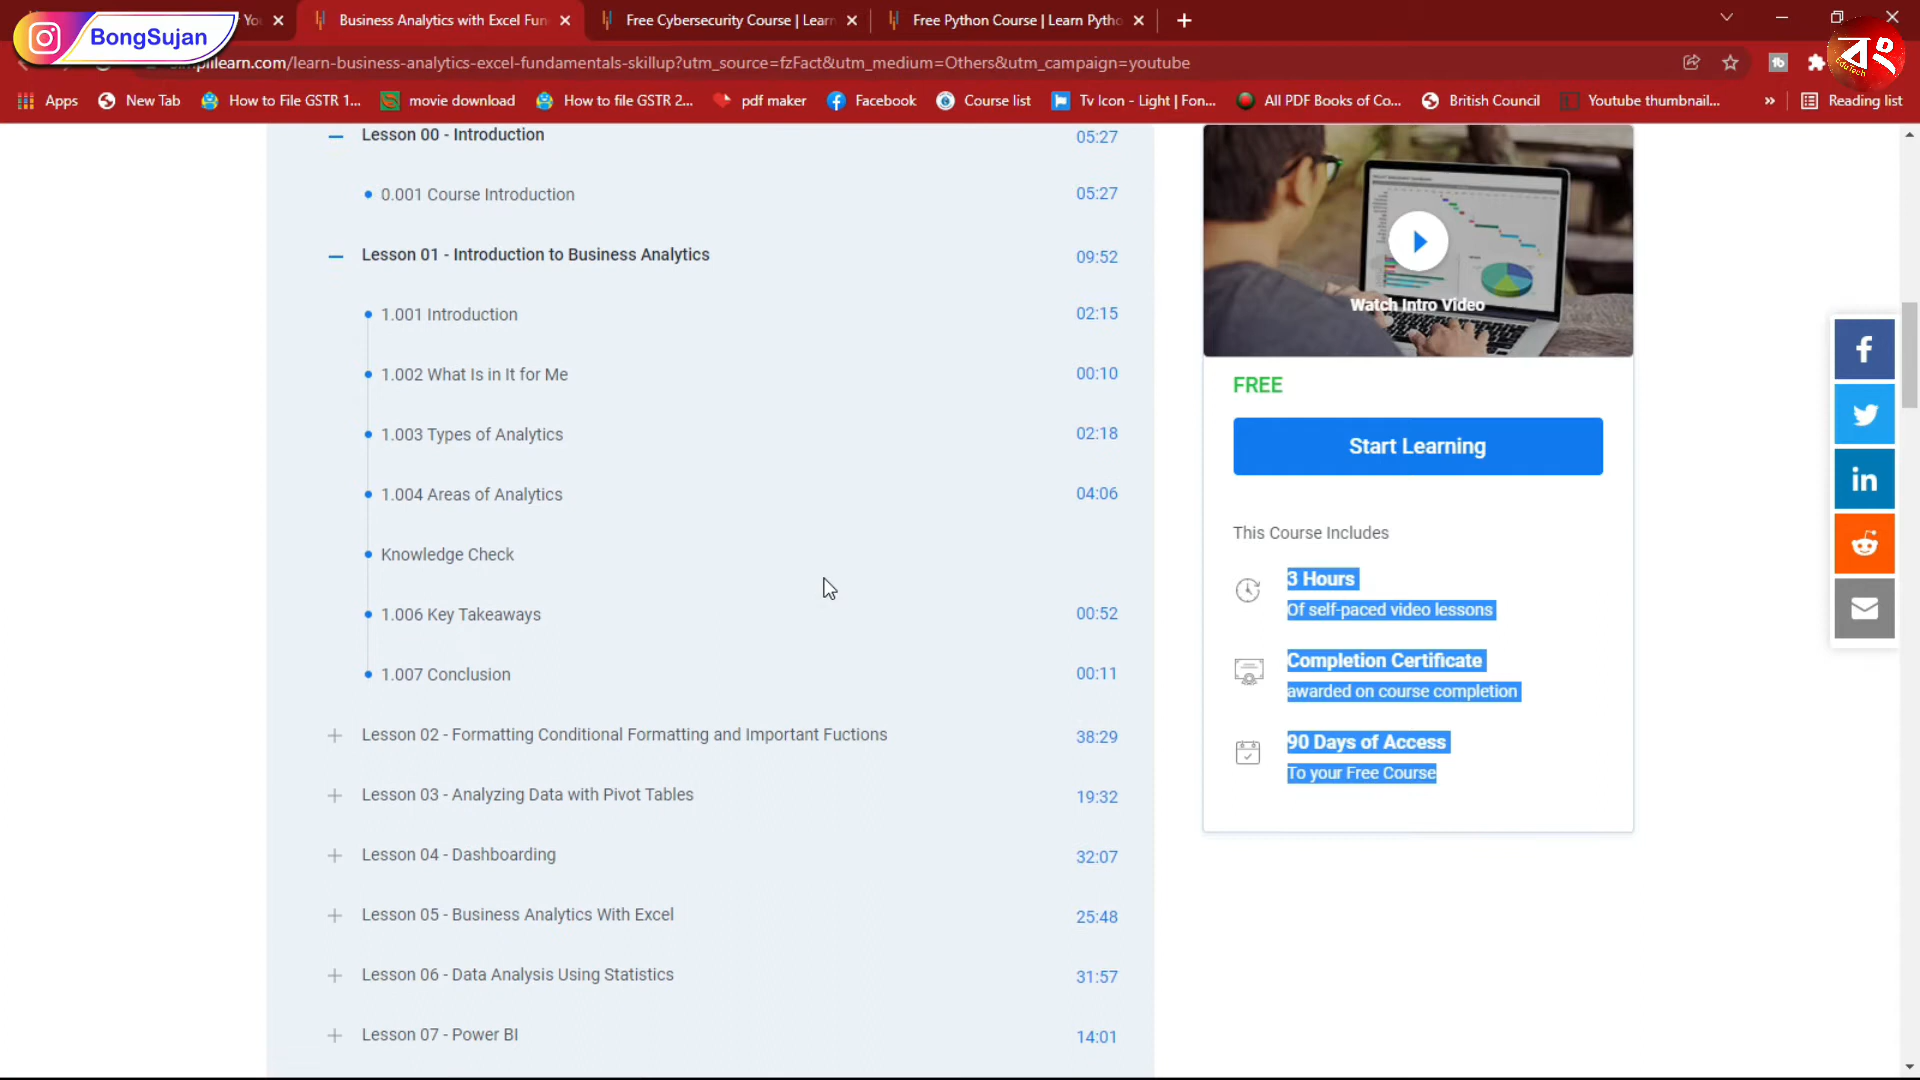 You
Business Analytics with Excel Fun
Free Cybersecurity Course | Learn
Free Python Course | Learn Pytho
BongSujan
simplilearn.com/learn-business-analytics-excel-fundamentals-skillup?utm_source=fzFact&utm_medium=Others&utm_campaign=youtube
EduTech
Apps
New Tab
How to File GSTR 1...
movie download
How to file GSTR 2...
pdf maker
Facebook
Course list
Tv Icon - Light | Fon...
All PDF Books of Co...
British Council
Youtube thumbnail...
»
Reading list
Lesson 00 - Introduction 05:27
0.001 Course Introduction 05:27
Lesson 01 - Introduction to Business Analytics 09:52
1.001 Introduction 02:15
1.002 What Is in It for Me 00:10
1.003 Types of Analytics 02:18
1.004 Areas of Analytics 04:06
Knowledge Check
1.006 Key Takeaways 00:52
1.007 Conclusion 00:11
Lesson 02 - Formatting Conditional Formatting and Important Fuctions 38:29
Lesson 03 - Analyzing Data with Pivot Tables 19:32
Lesson 04 - Dashboarding 32:07
Lesson 05 - Business Analytics With Excel 25:48
Lesson 06 - Data Analysis Using Statistics 31:57
Lesson 07 - Power BI 14:01
Watch Intro Video
FREE
Start Learning
This Course Includes
3 Hours
Of self-paced video lessons
Completion Certificate
awarded on course completion
90 Days of Access
To your Free Course